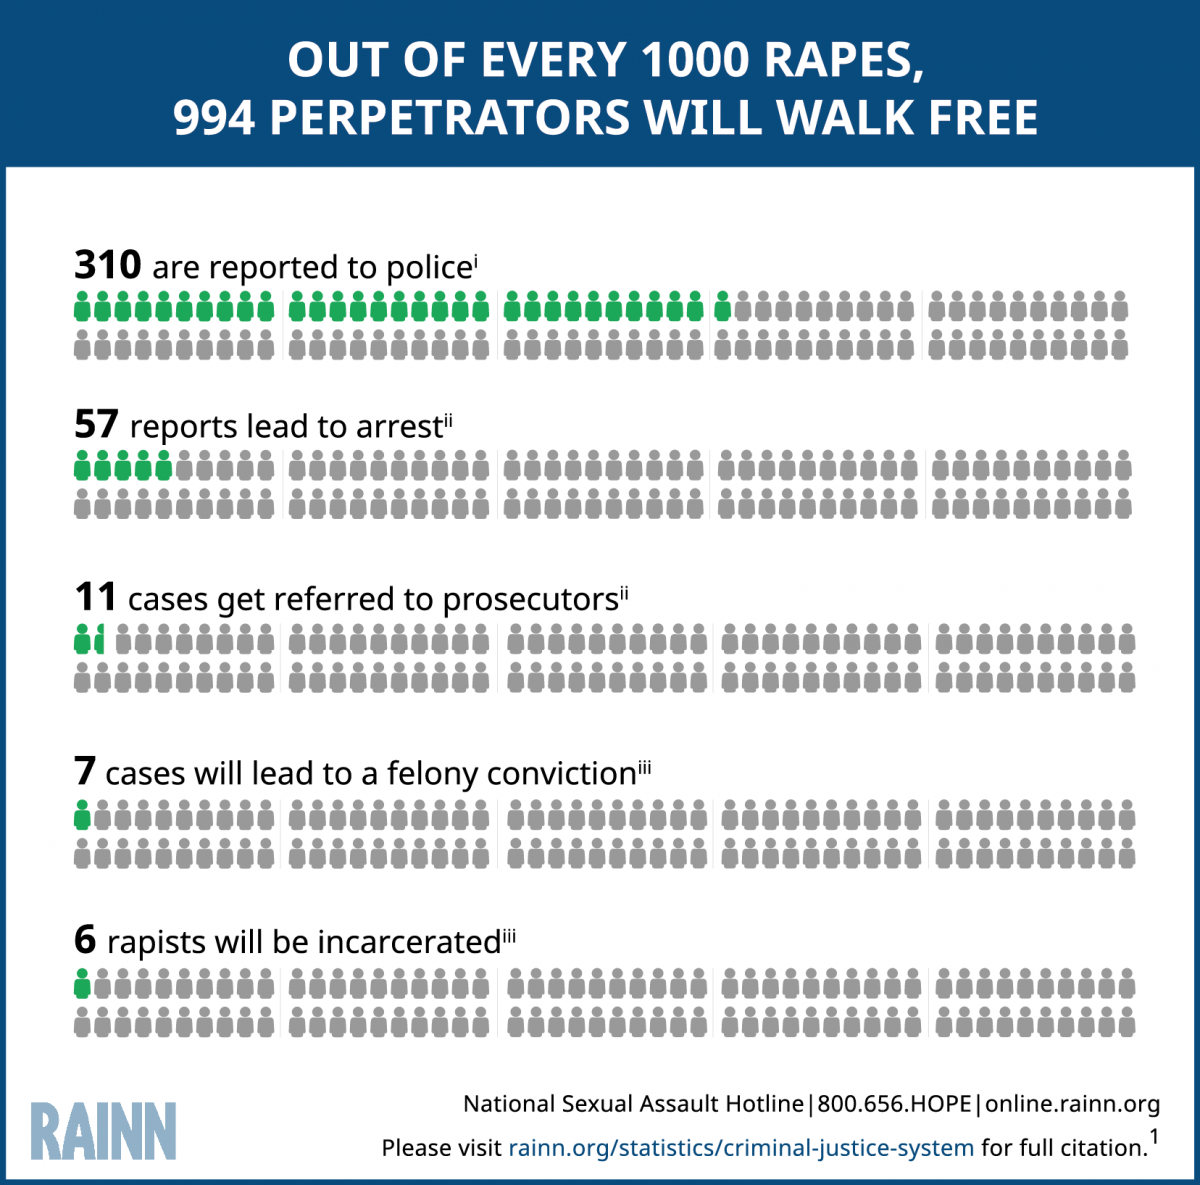 OUT OF EVERY 1000 RAPES,
994 PERPETRATORS WILL WALK FREE
310 are reported to policeⁱ
57 reports lead to arrestⁱⁱ
11 cases get referred to prosecutorsⁱⁱ
7 cases will lead to a felony convictionⁱⁱⁱ
6 rapists will be incarceratedⁱⁱⁱ
RAINN
National Sexual Assault Hotline|800.656.HOPE|online.rainn.org
Please visit rainn.org/statistics/criminal-justice-system for full citation.¹